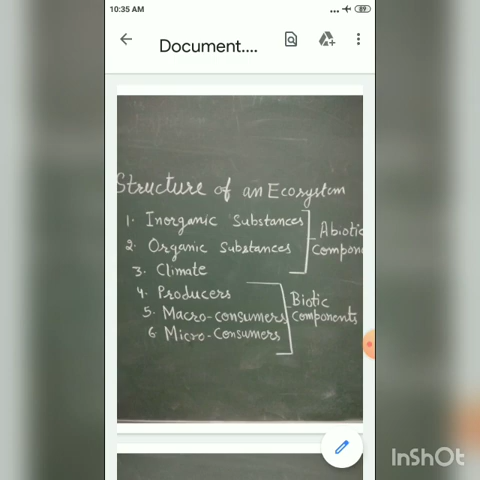 10:35 AM
89
Document....
Structure of an Ecosystem
1. Inorganic Substances
Abiotic
2. Organic Substances
3. Climate
4. Producers
Biotic
5. Macro-consumers
Components
6 Micro-Consumers
InShOt